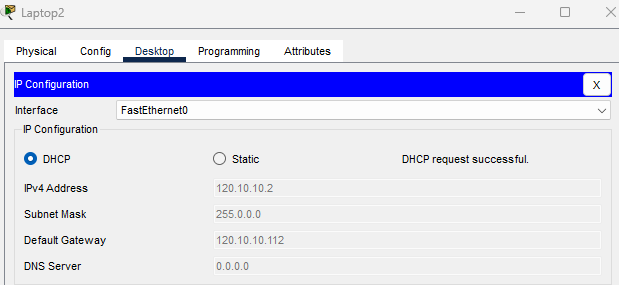 Laptop2
Physical Config Desktop Programming Attributes
IP Configuration X
Interface FastEthernet0
IP Configuration
DHCP Static DHCP request successful.
IPv4 Address 120.10.10.2
Subnet Mask 255.0.0.0
Default Gateway 120.10.10.112
DNS Server 0.0.0.0